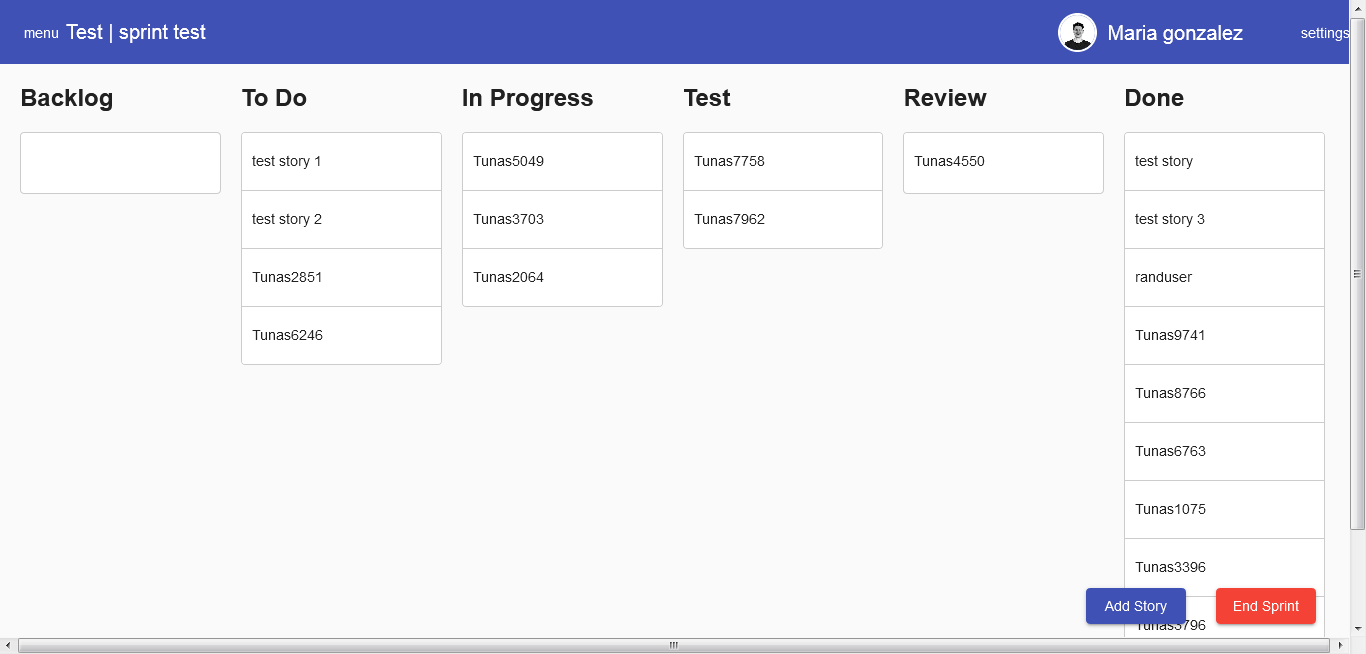 menu Test | sprint test
Maria gonzalez
settings
Backlog
To Do
test story 1
test story 2
Tunas2851
Tunas6246
In Progress
Tunas5049
Tunas3703
Tunas2064
Test
Tunas7758
Tunas7962
Review
Tunas4550
Done
test story
test story 3
randuser
Tunas9741
Tunas8766
Tunas6763
Tunas1075
Tunas3396
Tunas3796
Add Story
End Sprint